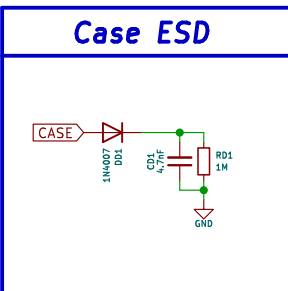 Case ESD
CASE
1N4007
DD1
CD1
4.7nF
RD1
1M
GND